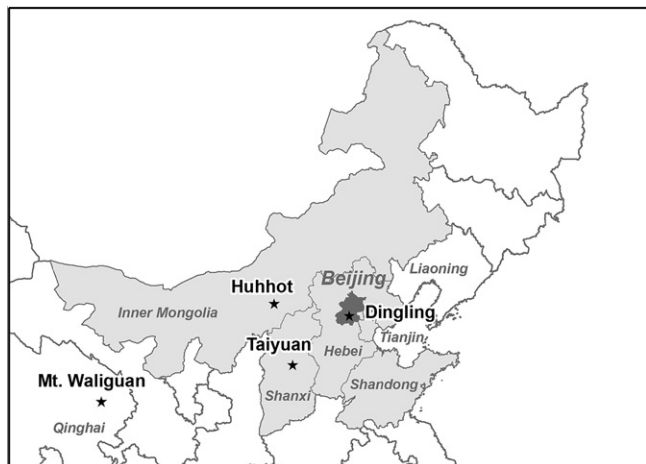 Liaoning
Beijing
Huhhot
Inner Mongolia
Dingling
Tianjin
Taiyuan
Hebei
Mt. Waliguan
Shandong
Shanxi
Qinghai